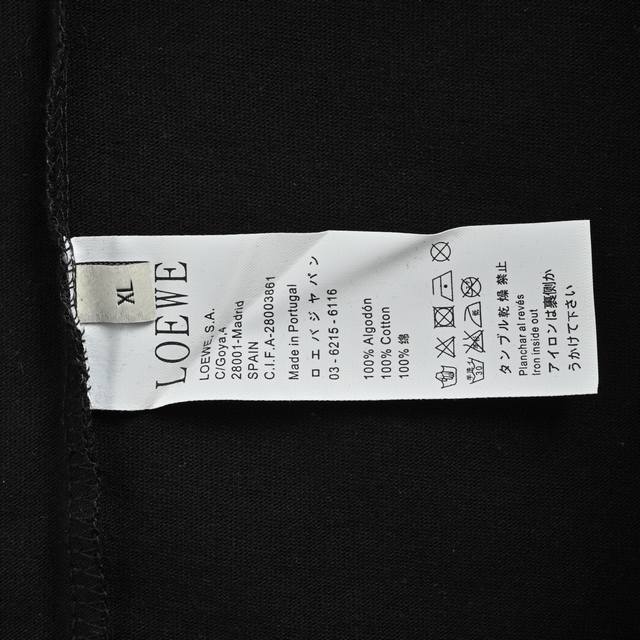 XL
LOEWE
LOEWE, S.A.
C/Goya,4
28001-Madrid
SPAIN
C.I.F.A-28003861
Made in Portugal
ロエバジャパン
03-6215-6116
100% Algodón
100% Cotton
100% 綿
タンブル乾燥 禁止
Planchar al revés
Iron inside out
アイロンは裏側か
うかけて下さい